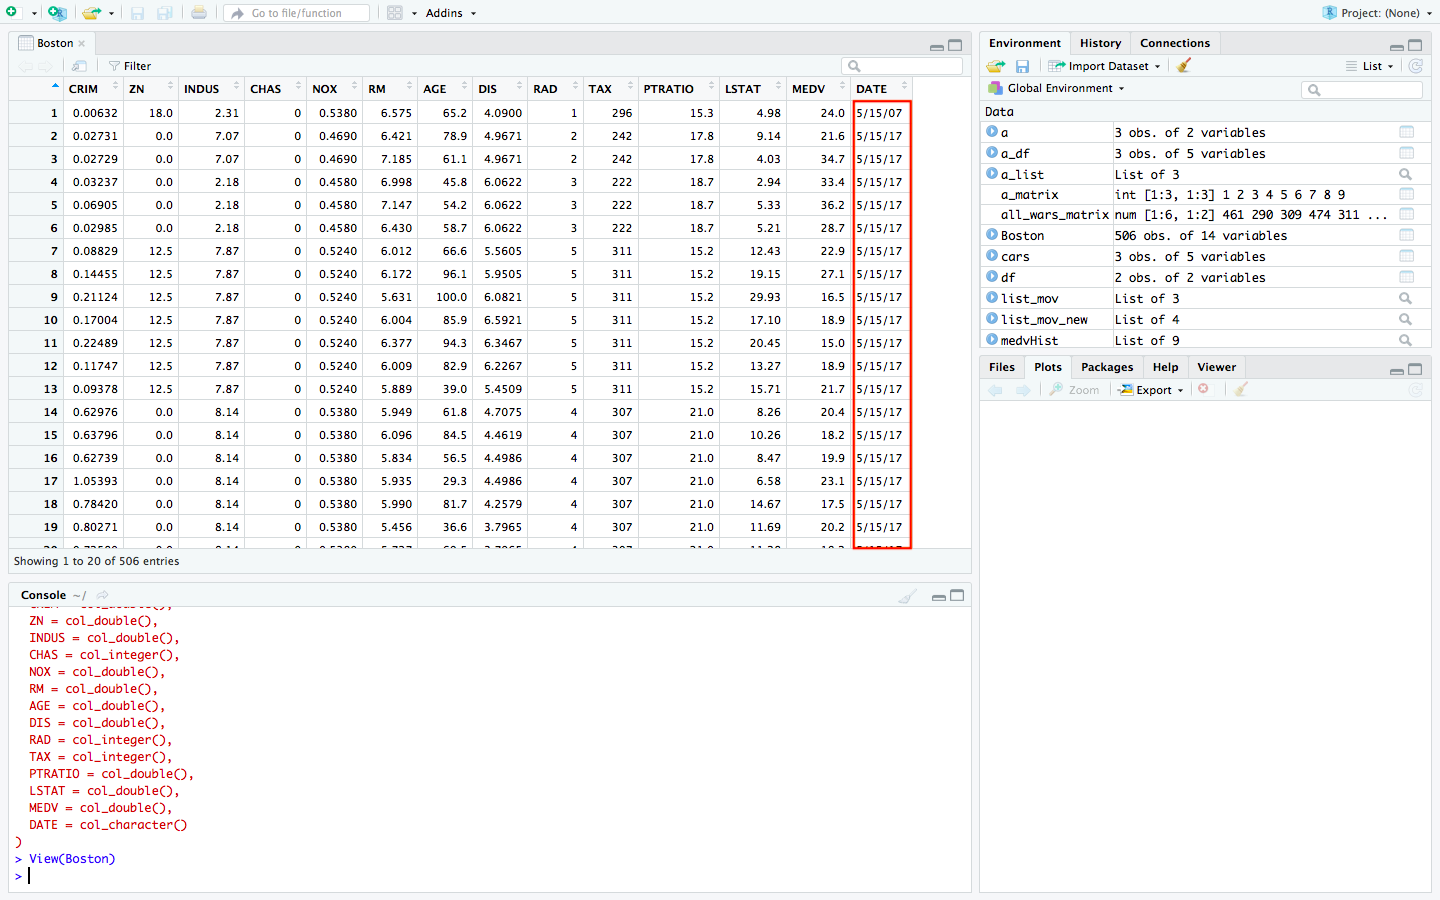 Go to file/function
Addins
Project: (None)
Boston
Filter
CRIM ZN INDUS CHAS NOX RM AGE DIS RAD TAX PTRATIO LSTAT MEDV DATE
1 0.00632 18.0 2.31 0 0.5380 6.575 65.2 4.0900 1 296 15.3 4.98 24.0 5/15/07
2 0.02731 0.0 7.07 0 0.4690 6.421 78.9 4.9671 2 242 17.8 9.14 21.6 5/15/17
3 0.02729 0.0 7.07 0 0.4690 7.185 61.1 4.9671 2 242 17.8 4.03 34.7 5/15/17
4 0.03237 0.0 2.18 0 0.4580 6.998 45.8 6.0622 3 222 18.7 2.94 33.4 5/15/17
5 0.06905 0.0 2.18 0 0.4580 7.147 54.2 6.0622 3 222 18.7 5.33 36.2 5/15/17
6 0.02985 0.0 2.18 0 0.4580 6.430 58.7 6.0622 3 222 18.7 5.21 28.7 5/15/17
7 0.08829 12.5 7.87 0 0.5240 6.012 66.6 5.5605 5 311 15.2 12.43 22.9 5/15/17
8 0.14455 12.5 7.87 0 0.5240 6.172 96.1 5.9505 5 311 15.2 19.15 27.1 5/15/17
9 0.21124 12.5 7.87 0 0.5240 5.631 100.0 6.0821 5 311 15.2 29.93 16.5 5/15/17
10 0.17004 12.5 7.87 0 0.5240 6.004 85.9 6.5921 5 311 15.2 17.10 18.9 5/15/17
11 0.22489 12.5 7.87 0 0.5240 6.377 94.3 6.3467 5 311 15.2 20.45 15.0 5/15/17
12 0.11747 12.5 7.87 0 0.5240 6.009 82.9 6.2267 5 311 15.2 13.27 18.9 5/15/17
13 0.09378 12.5 7.87 0 0.5240 5.889 39.0 5.4509 5 311 15.2 15.71 21.7 5/15/17
14 0.62976 0.0 8.14 0 0.5380 5.949 61.8 4.7075 4 307 21.0 8.26 20.4 5/15/17
15 0.63796 0.0 8.14 0 0.5380 6.096 84.5 4.4619 4 307 21.0 10.26 18.2 5/15/17
16 0.62739 0.0 8.14 0 0.5380 5.834 56.5 4.4986 4 307 21.0 8.47 19.9 5/15/17
17 1.05393 0.0 8.14 0 0.5380 5.935 29.3 4.4986 4 307 21.0 6.58 23.1 5/15/17
18 0.78420 0.0 8.14 0 0.5380 5.990 81.7 4.2579 4 307 21.0 14.67 17.5 5/15/17
19 0.80271 0.0 8.14 0 0.5380 5.456 36.6 3.7965 4 307 21.0 11.69 20.2 5/15/17
Showing 1 to 20 of 506 entries
Console ~/
ZN = col_double(),
INDUS = col_double(),
CHAS = col_integer(),
NOX = col_double(),
RM = col_double(),
AGE = col_double(),
DIS = col_double(),
RAD = col_integer(),
TAX = col_integer(),
PTRATIO = col_double(),
LSTAT = col_double(),
MEDV = col_double(),
DATE = col_character()
)
> View(Boston)
>
Environment History Connections
Import Dataset List
Global Environment
Data
a 3 obs. of 2 variables
a_df 3 obs. of 5 variables
a_list List of 3
a_matrix int [1:3, 1:3] 1 2 3 4 5 6 7 8 9
all_wars_matrix num [1:6, 1:2] 461 290 309 474 311 ...
Boston 506 obs. of 14 variables
cars 3 obs. of 5 variables
df 2 obs. of 2 variables
list_mov List of 3
list_mov_new List of 4
medvHist List of 9
Files Plots Packages Help Viewer
Zoom Export